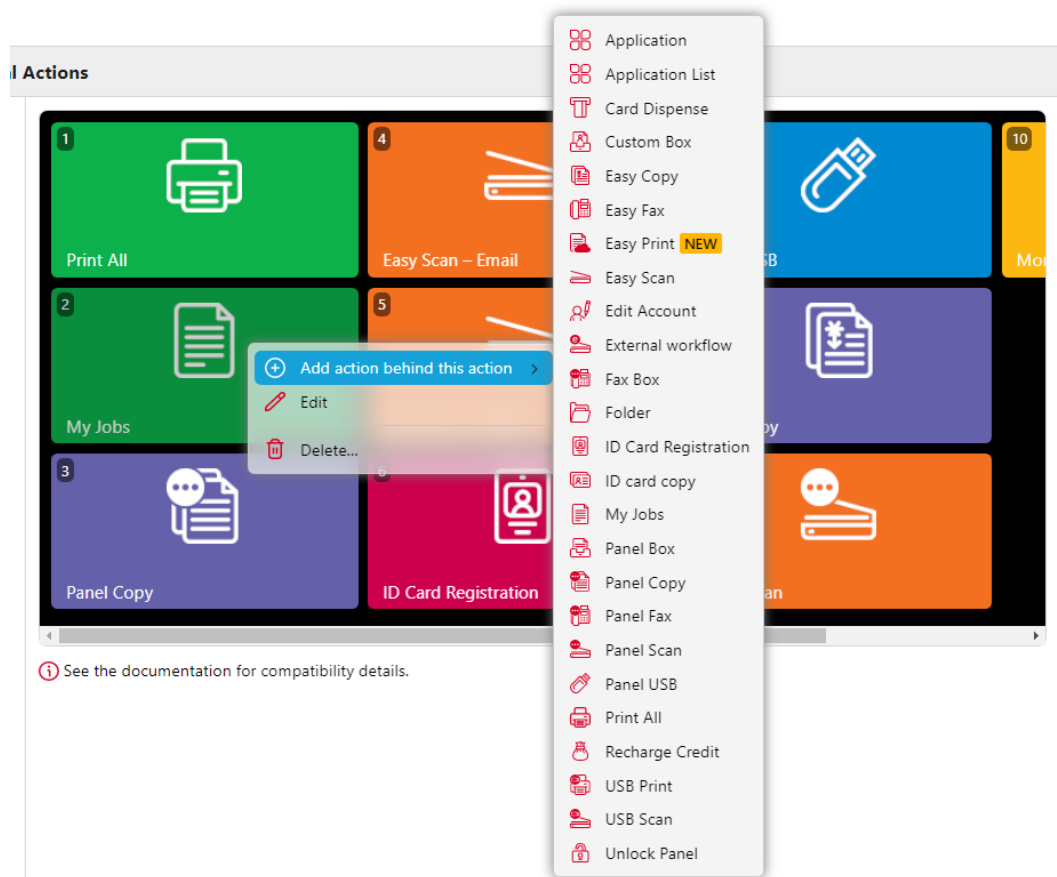 l Actions
1
Print All
4
Easy Scan – Email
SB
10
Mo
2
My Jobs
5
py
3
Panel Copy
6
ID Card Registration
an
Add action behind this action
Edit
Delete...
Application
Application List
Card Dispense
Custom Box
Easy Copy
Easy Fax
Easy Print NEW
Easy Scan
Edit Account
External workflow
Fax Box
Folder
ID Card Registration
ID card copy
My Jobs
Panel Box
Panel Copy
Panel Fax
Panel Scan
Panel USB
Print All
Recharge Credit
USB Print
USB Scan
Unlock Panel
See the documentation for compatibility details.